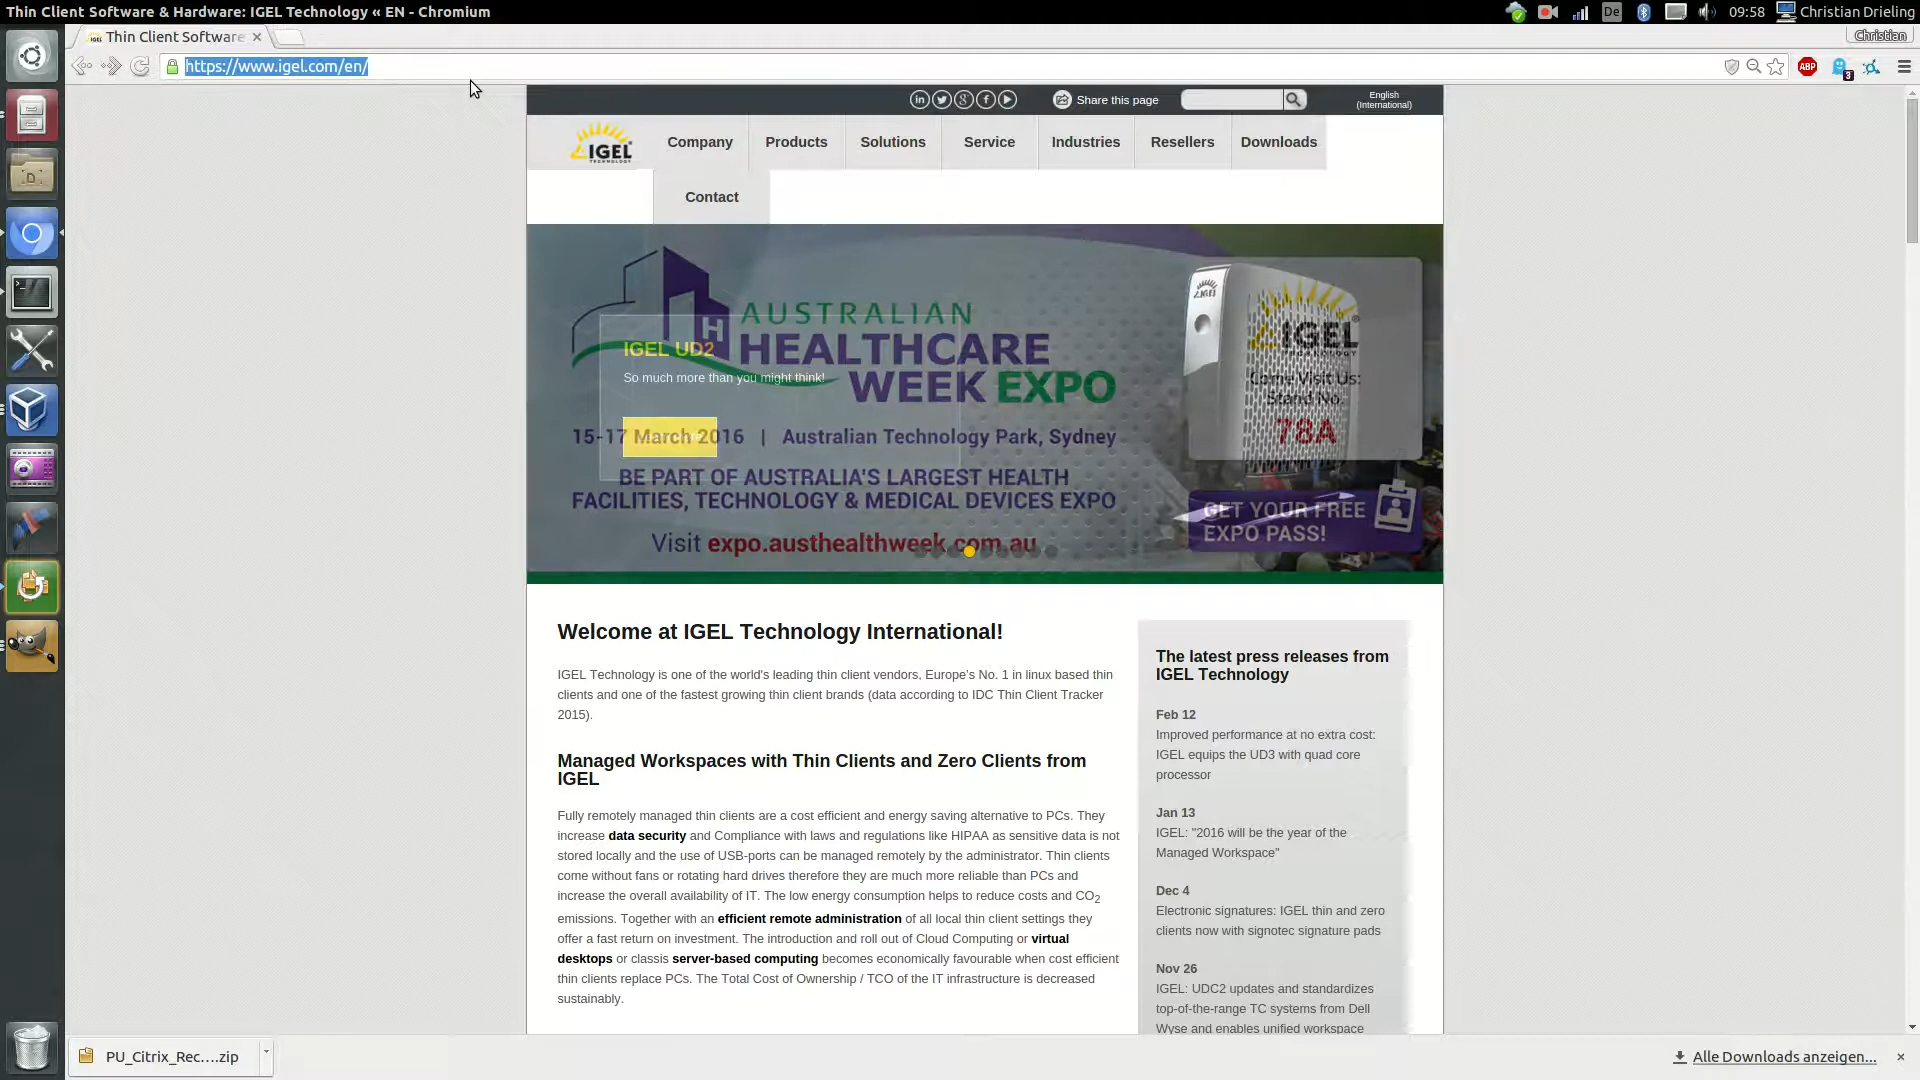 Thin Client Software & Hardware: IGEL Technology « EN - Chromium
De
09:58
Christian Drieling
Thin Client Software
Christian
https://www.igel.com/en/
ABP
3
Share this page
English
(International)
IGEL
TECHNOLOGY
Company
Products
Solutions
Service
Industries
Resellers
Downloads
Contact
AUSTRALIAN
HEALTHCARE
WEEK EXPO
H
IGEL UD2
So much more than you might think!
15-17 March 2016 | Australian Technology Park, Sydney
BE PART OF AUSTRALIA'S LARGEST HEALTH
FACILITIES, TECHNOLOGY & MEDICAL DEVICES EXPO
Visit expo.austhealthweek.com.au
IGEL
IGEL
TECHNOLOGY
Come Visit Us:
Stand No.
78A
GET YOUR FREE
EXPO PASS!
Welcome at IGEL Technology International!
IGEL Technology is one of the world's leading thin client vendors, Europe's No. 1 in linux based thin
clients and one of the fastest growing thin client brands (data according to IDC Thin Client Tracker
2015).
Managed Workspaces with Thin Clients and Zero Clients from
IGEL
Fully remotely managed thin clients are a cost efficient and energy saving alternative to PCs. They
increase data security and Compliance with laws and regulations like HIPAA as sensitive data is not
stored locally and the use of USB-ports can be managed remotely by the administrator. Thin clients
come without fans or rotating hard drives therefore they are much more reliable than PCs and
increase the overall availability of IT. The low energy consumption helps to reduce costs and CO2
emissions. Together with an efficient remote administration of all local thin client settings they
offer a fast return on investment. The introduction and roll out of Cloud Computing or virtual
desktops or classis server-based computing becomes economically favourable when cost efficient
thin clients replace PCs. The Total Cost of Ownership / TCO of the IT infrastructure is decreased
sustainably.
The latest press releases from
IGEL Technology
Feb 12
Improved performance at no extra cost:
IGEL equips the UD3 with quad core
processor
Jan 13
IGEL: "2016 will be the year of the
Managed Workspace"
Dec 4
Electronic signatures: IGEL thin and zero
clients now with signotec signature pads
Nov 26
IGEL: UDC2 updates and standardizes
top-of-the-range TC systems from Dell
Wyse and enables unified workspace
PU_Citrix_Rec....zip
Alle Downloads anzeigen...